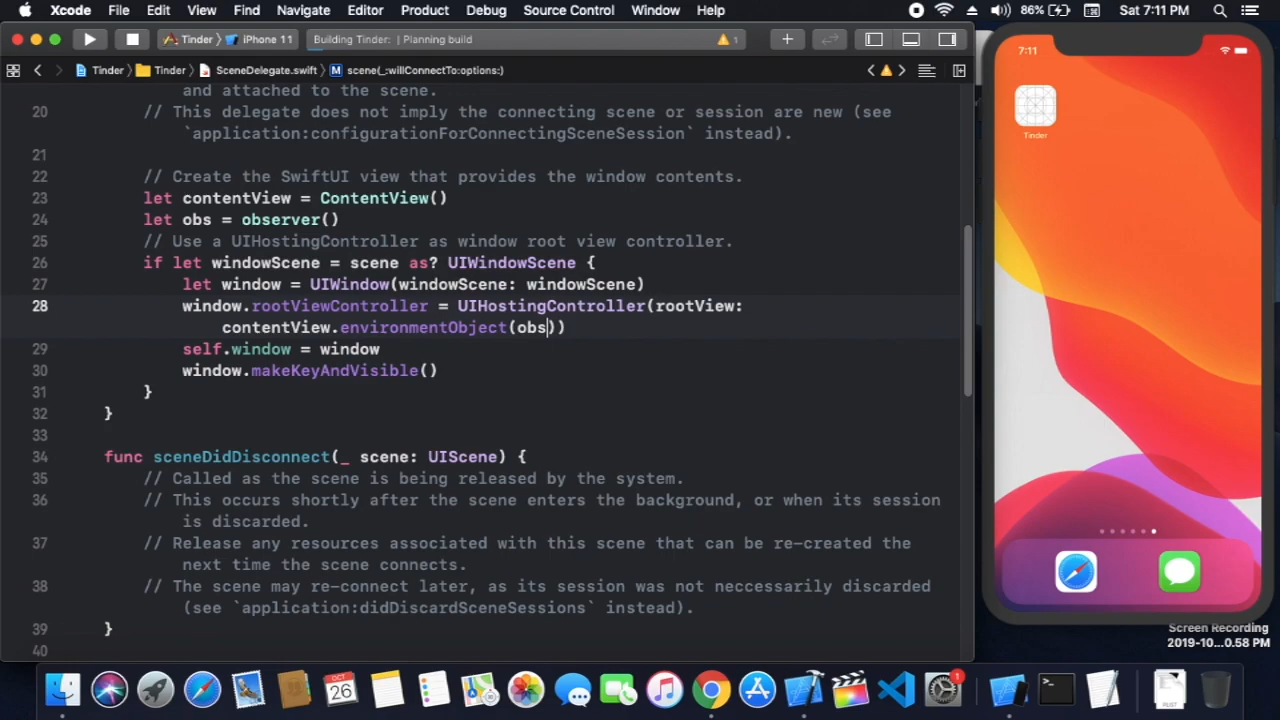 Xcode File Edit View Find Navigate Editor Product Debug Source Control Window Help 86% Sat 7:11 PM
Tinder iPhone 11 Building Tinder: | Planning build 1
Tinder Tinder SceneDelegate.swift M scene(_:willConnectTo:options:)
and attached to the scene.
20 // This delegate does not imply the connecting scene or session are new (see
`application:configurationForConnectingSceneSession` instead).
21
22 // Create the SwiftUI view that provides the window contents.
23 let contentView = ContentView()
24 let obs = observer()
25 // Use a UIHostingController as window root view controller.
26 if let windowScene = scene as? UIWindowScene {
27 let window = UIWindow(windowScene: windowScene)
28 window.rootViewController = UIHostingController(rootView:
contentView.environmentObject(obs))
29 self.window = window
30 window.makeKeyAndVisible()
31 }
32 }
33
34 func sceneDidDisconnect(_ scene: UIScene) {
35 // Called as the scene is being released by the system.
36 // This occurs shortly after the scene enters the background, or when its session
is discarded.
37 // Release any resources associated with this scene that can be re-created the
next time the scene connects.
38 // The scene may re-connect later, as its session was not neccessarily discarded
(see `application:didDiscardSceneSessions` instead).
39 }
40
7:11
Tinder
Screen Recording
2019-10...0.58 PM
OCT
26
1